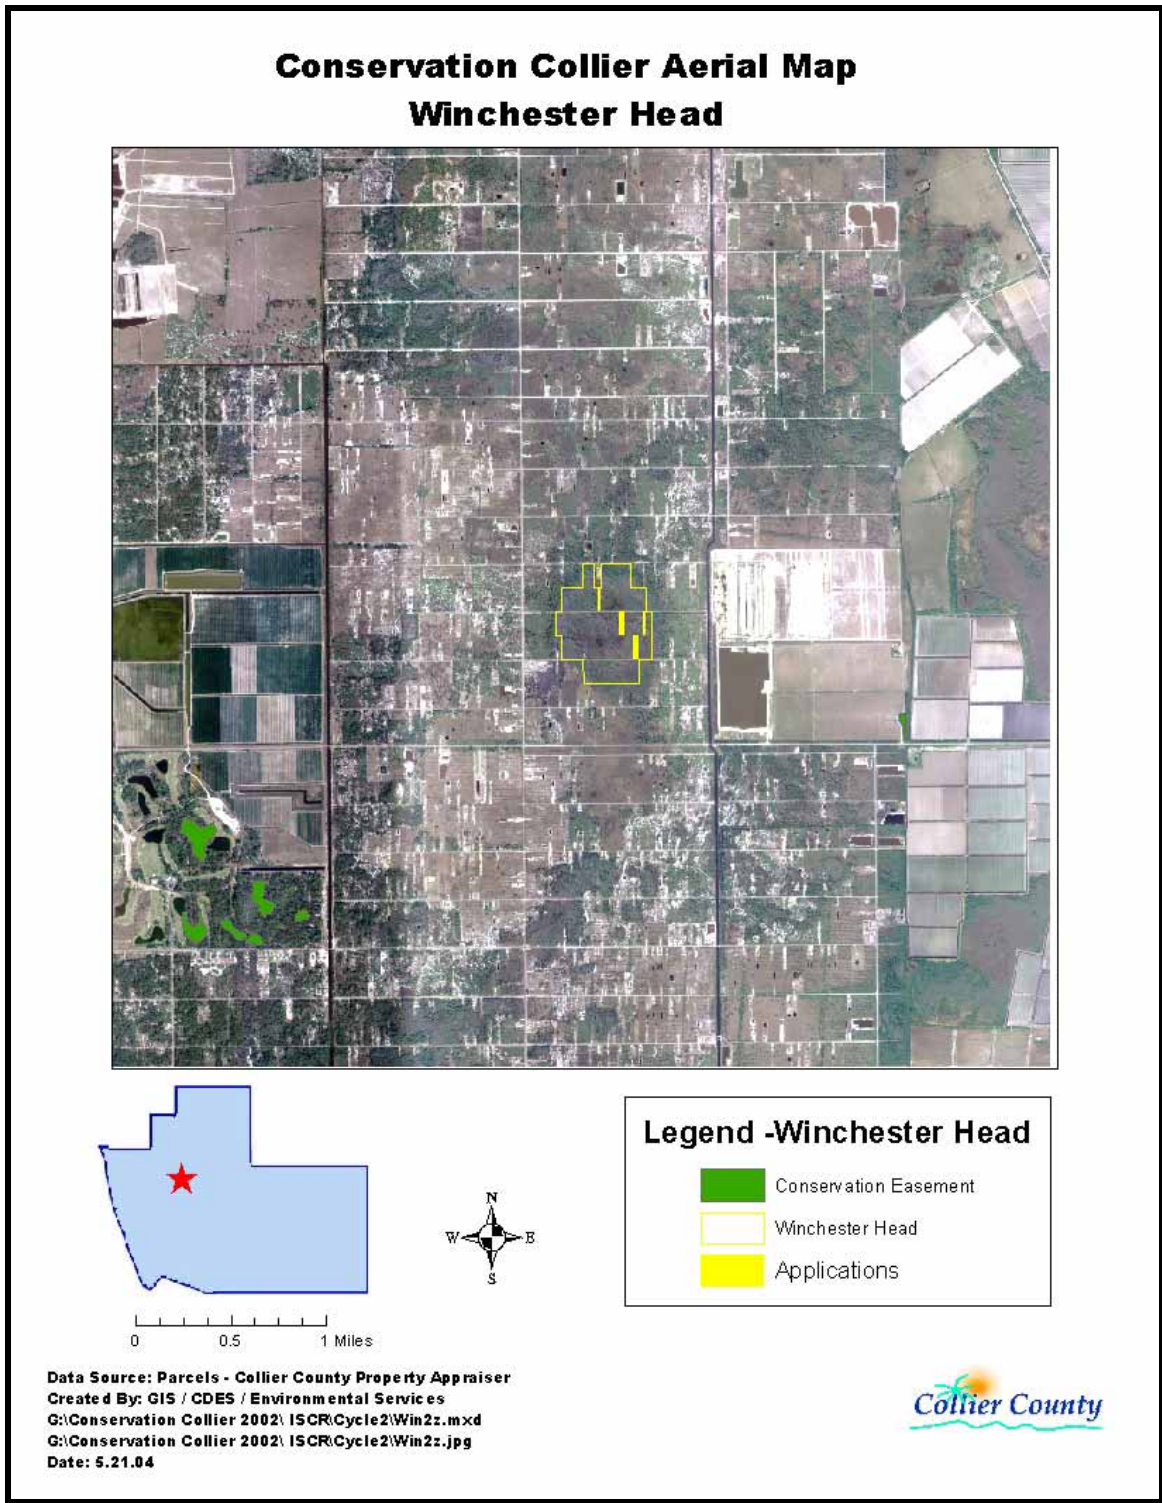 Conservation Collier Aerial Map
Winchester Head
Legend -Winchester Head
Conservation Easement
Winchester Head
Applications
N
W E
S
0 0.5 1 Miles
Data Source: Parcels - Collier County Property Appraiser
Created By: GIS / CDES / Environmental Services
G:\Conservation Collier 2002\ ISCR\Cycle2\Win2z.mxd
G:\Conservation Collier 2002\ ISCR\Cycle2\Win2z.jpg
Date: 5.21.04
Collier County